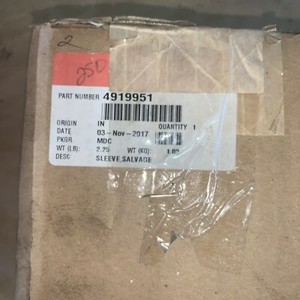 2
25D
PART NUMBER 4919951
ORIGIN IN QUANTITY 1
DATE 03-Nov-2017
PKGR MDC
WT (LB): 2.25 WT (KG): 1.02
DESC SLEEVE,SALVAGE